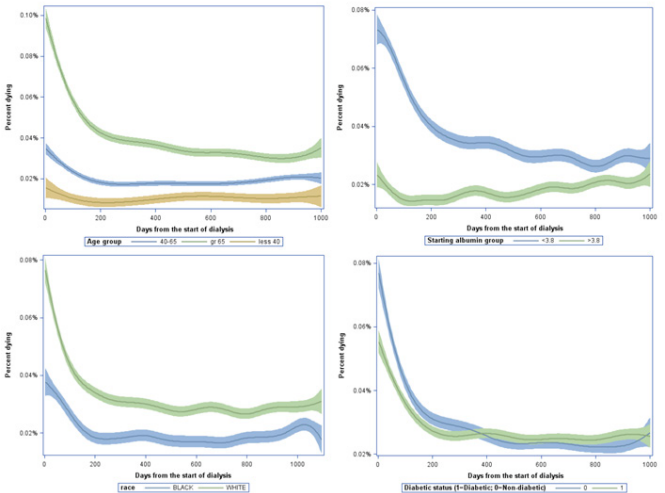 0.10%
0.08%
0.06%
0.04%
0.02%
0.00%
Percent dying
0 200 400 600 800 1000
Days from the start of dialysis
Age group 40-65 gr 65 less 40
0.08%
0.06%
0.04%
0.02%
Percent dying
0 200 400 600 800 1000
Days from the start of dialysis
Starting albumin group <3.8 >3.8
0.08%
0.06%
0.04%
0.02%
Percent dying
0 200 400 600 800 1000
Days from the start of dialysis
race BLACK WHITE
0.08%
0.06%
0.04%
0.02%
Percent dying
0 200 400 600 800 1000
Days from the start of dialysis
Diabetic status (1=Diabetic; 0=Non-diabetic) 0 1